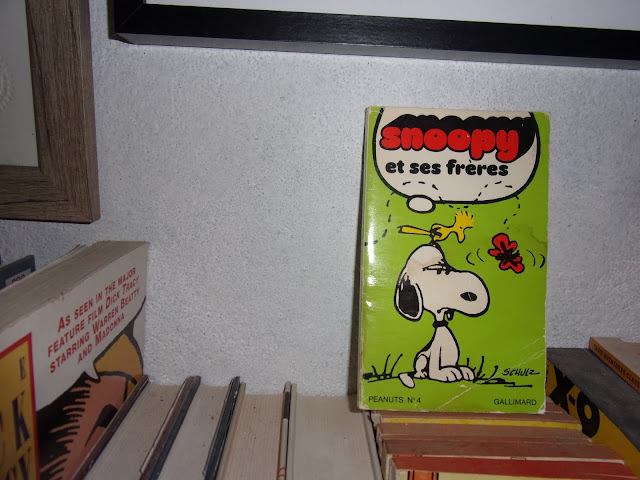 snoopy
et ses frères
SCHULZ
PEANUTS N° 4
GALLIMARD
AS SEEN IN THE MAJOR
FEATURE FILM DICK TRACY
STARRING WARREN BEATTY
AND MADONNA
X-O